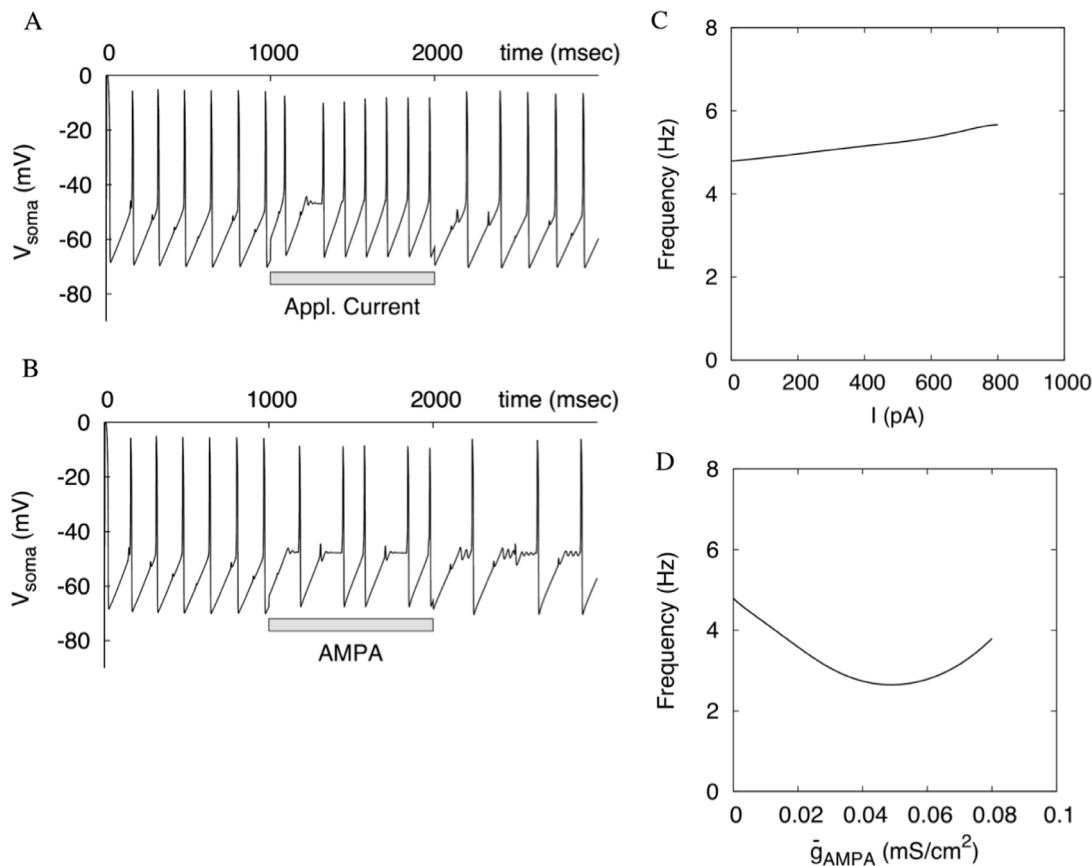 A
0 1000 2000 time (msec)
0
-20
-40
-60
-80
V_soma (mV)
Appl. Current
B
0 1000 2000 time (msec)
0
-20
-40
-60
-80
V_soma (mV)
AMPA
C
8
6
4
2
0
Frequency (Hz)
0 200 400 600 800 1000
I (pA)
D
8
6
4
2
0
Frequency (Hz)
0 0.02 0.04 0.06 0.08 0.1
ḡ_AMPA (mS/cm²)